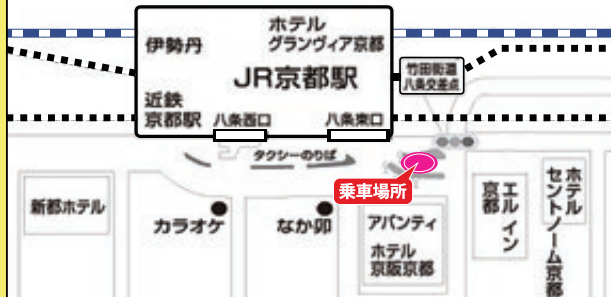 ホテル
グランヴィア京都
伊勢丹
JR京都駅
近鉄
京都駅
八条西口
八条東口
竹田街道
八条交差点
タクシーのりば
乗車場所
新都ホテル
カラオケ
なか卯
アバンティ
ホテル
京阪京都
エルイン
京都
ホテル
セントノーム京都